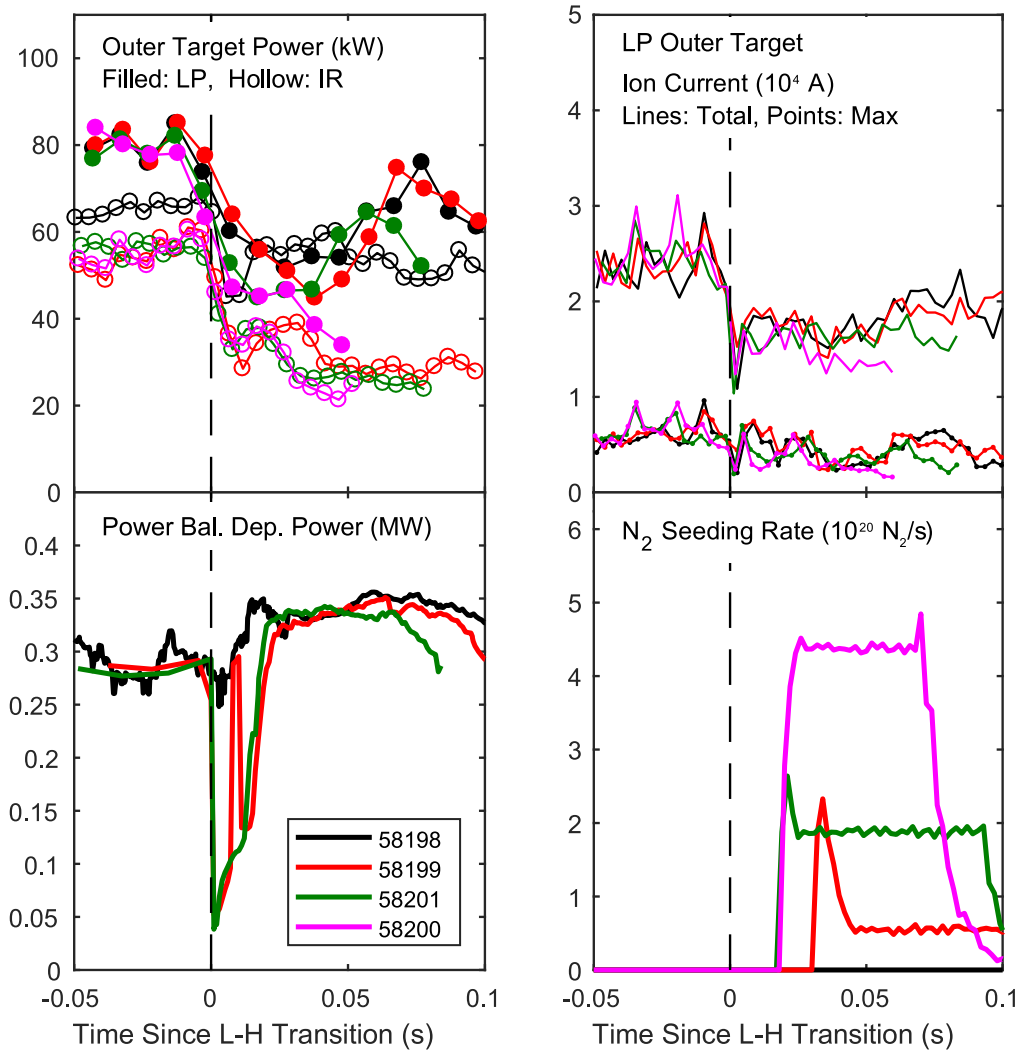 Outer Target Power (kW)
Filled: LP, Hollow: IR
100
80
60
40
20
0
LP Outer Target
Ion Current (10⁴ A)
Lines: Total, Points: Max
5
4
3
2
1
0
Power Bal. Dep. Power (MW)
0.4
0.35
0.3
0.25
0.2
0.15
0.1
0.05
0
58198
58199
58201
58200
-0.05 0 0.05 0.1
Time Since L-H Transition (s)
N₂ Seeding Rate (10²⁰ N₂/s)
6
5
4
3
2
1
0
-0.05 0 0.05 0.1
Time Since L-H Transition (s)